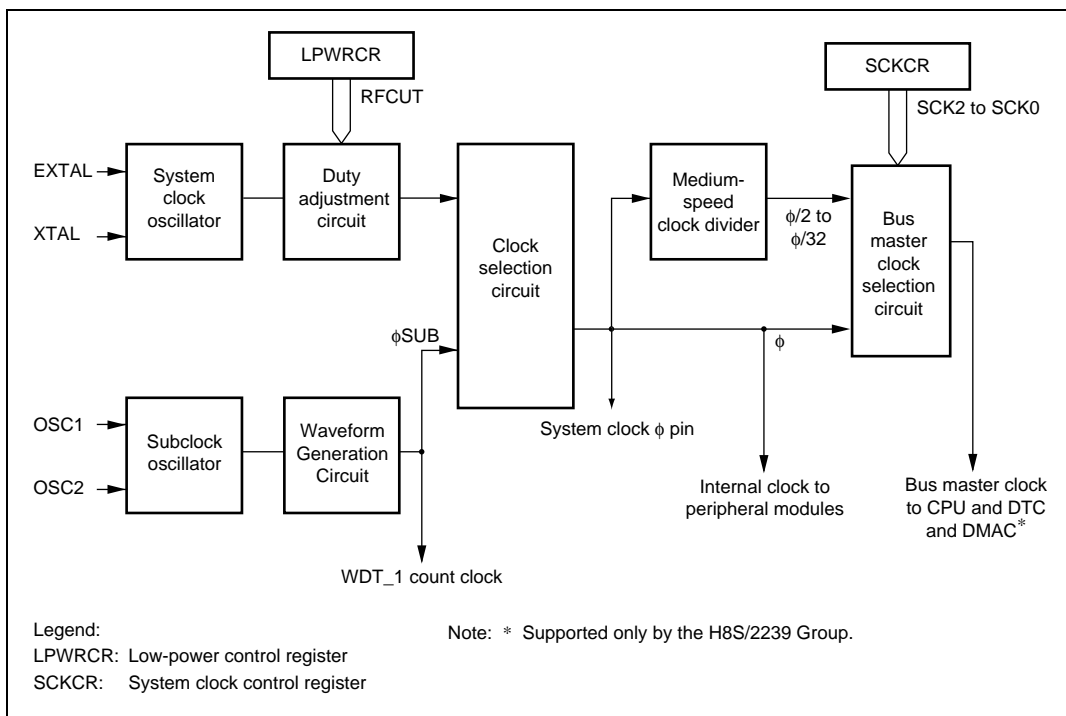 LPWRCR
RFCUT
SCKCR
SCK2 to SCK0
EXTAL
XTAL
System
clock
oscillator
Duty
adjustment
circuit
Clock
selection
circuit
Medium-
speed
clock divider
ϕ/2 to
ϕ/32
Bus
master
clock
selection
circuit
ϕSUB
ϕ
OSC1
OSC2
Subclock
oscillator
Waveform
Generation
Circuit
System clock ϕ pin
Internal clock to
peripheral modules
Bus master clock
to CPU and DTC
and DMAC*
WDT_1 count clock
Legend:
LPWRCR: Low-power control register
SCKCR: System clock control register
Note: * Supported only by the H8S/2239 Group.